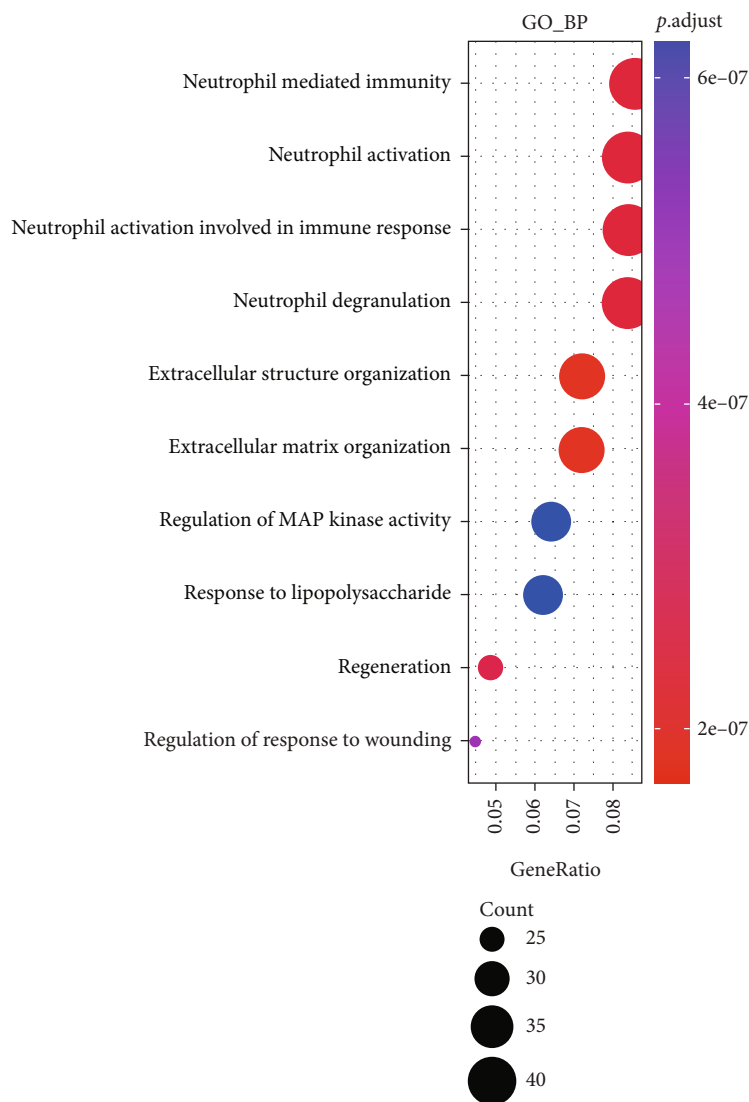 GO_BP
p.adjust
Neutrophil mediated immunity
Neutrophil activation
Neutrophil activation involved in immune response
Neutrophil degranulation
Extracellular structure organization
Extracellular matrix organization
Regulation of MAP kinase activity
Response to lipopolysaccharide
Regeneration
Regulation of response to wounding
6e–07
4e–07
2e–07
0.05
0.06
0.07
0.08
GeneRatio
Count
25
30
35
40